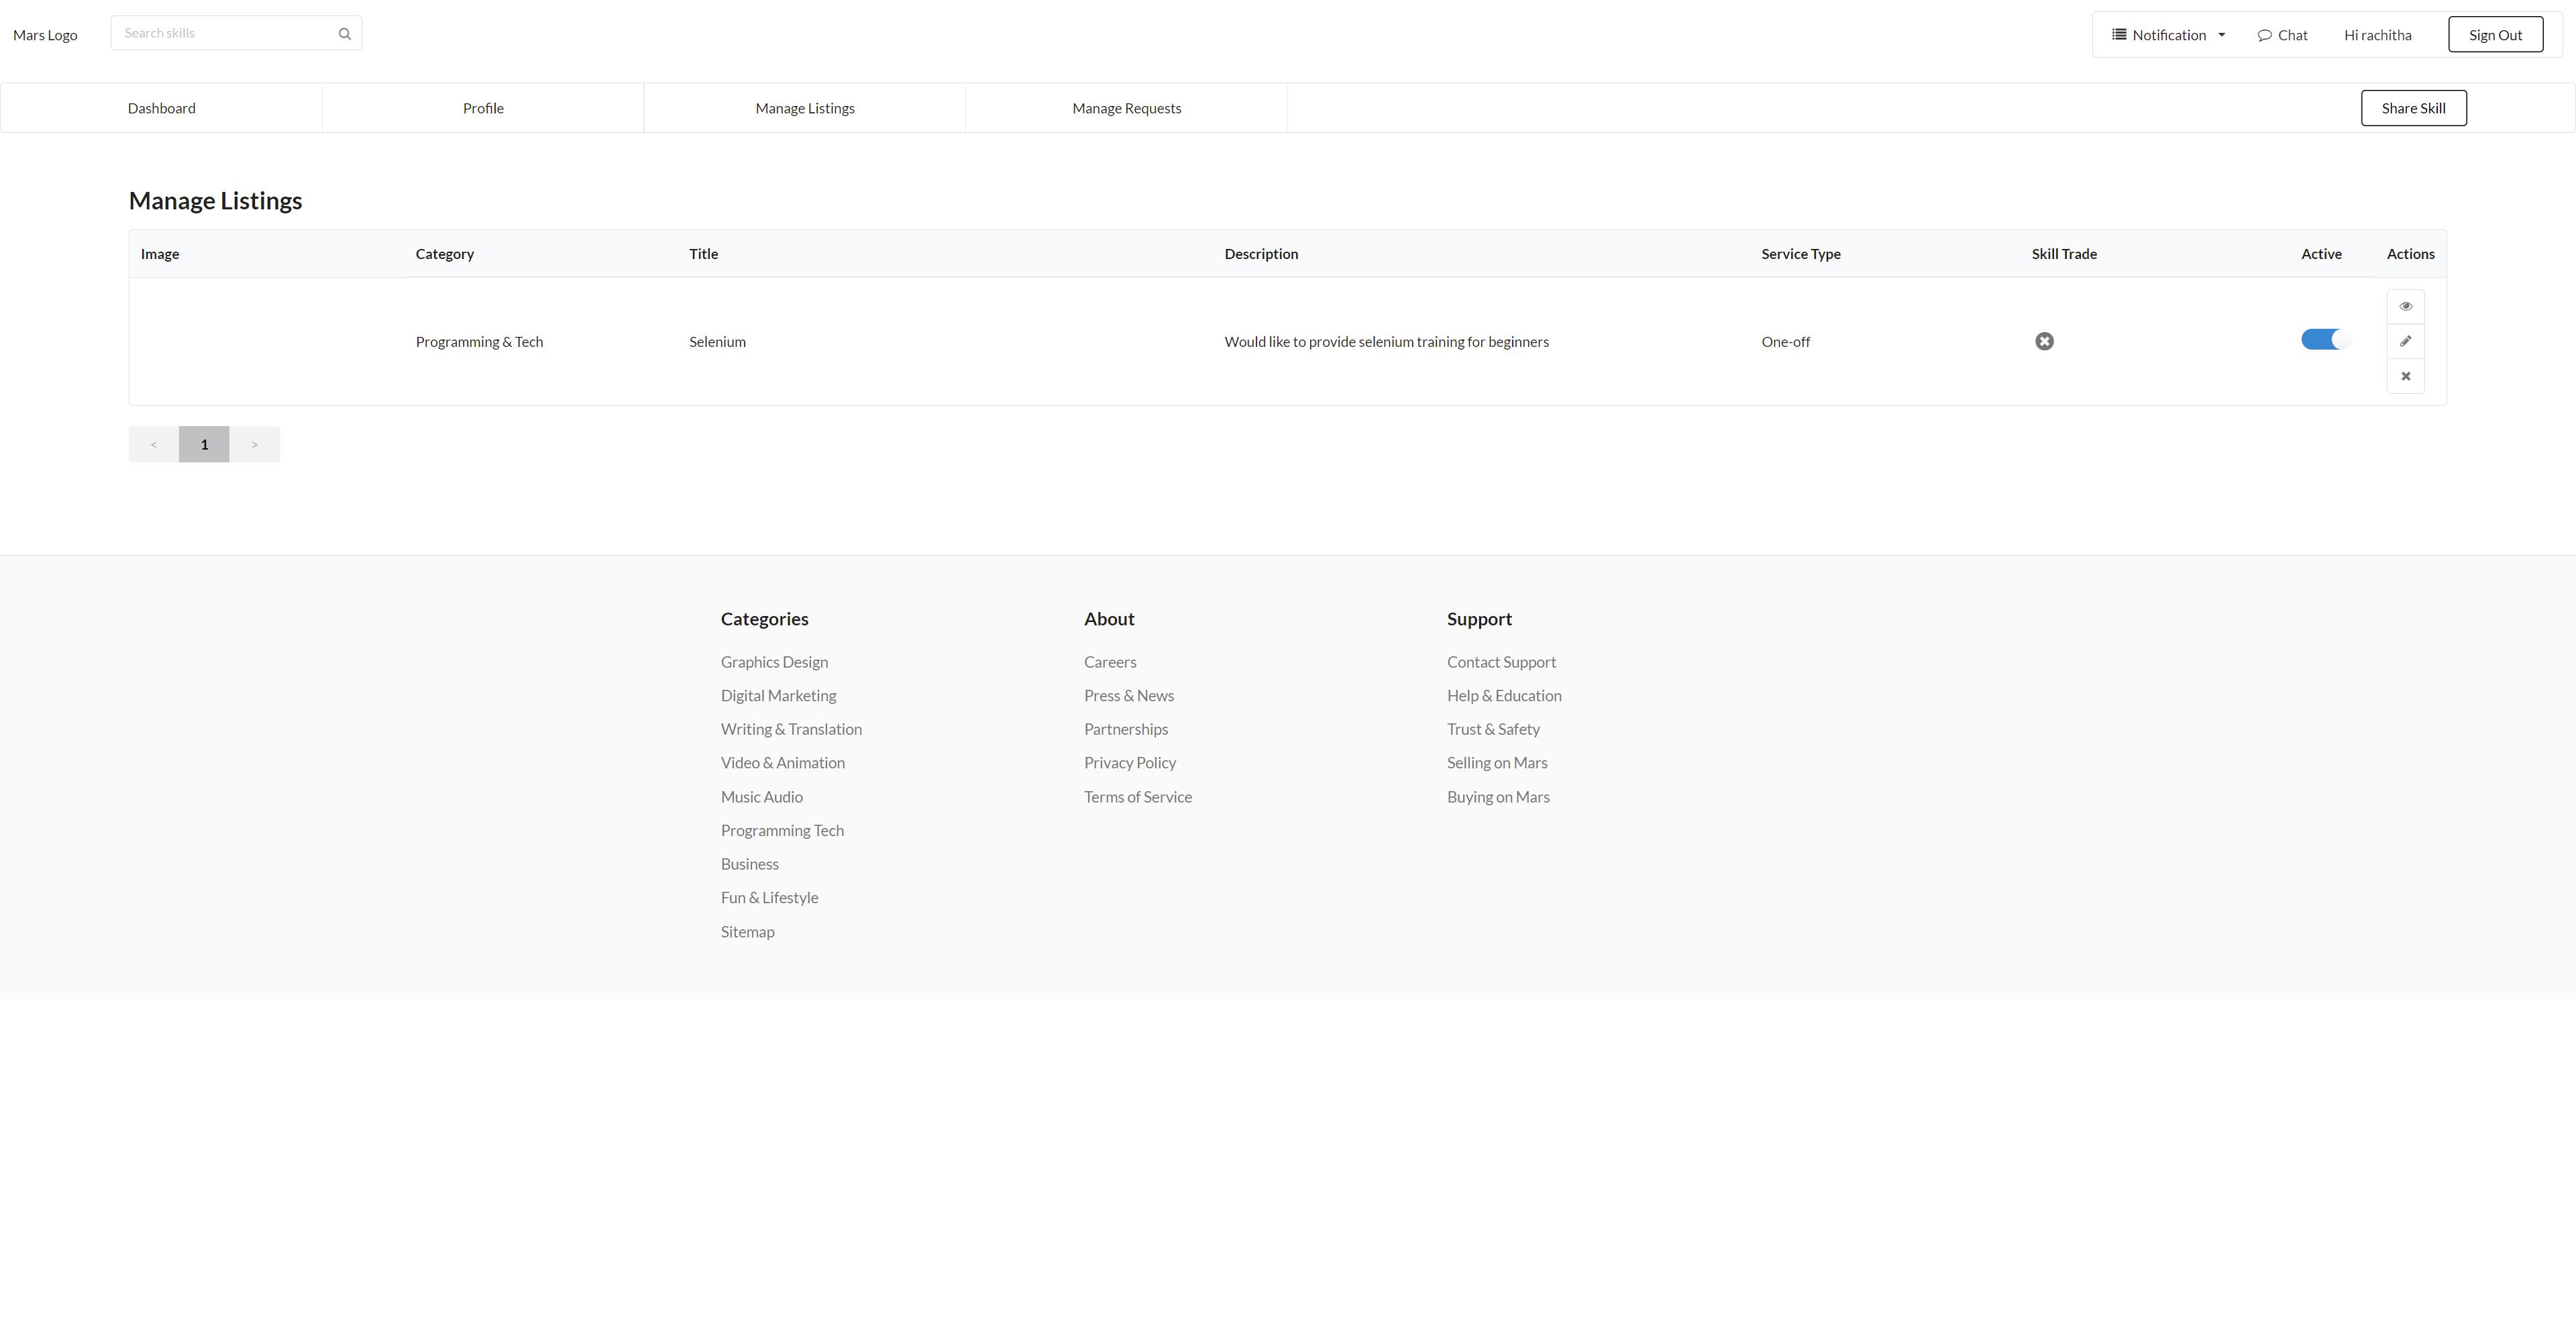 Mars Logo
Search skills
Notification
Chat
Hi rachitha
Sign Out
Dashboard
Profile
Manage Listings
Manage Requests
Share Skill
Manage Listings
Image Category Title Description Service Type Skill Trade Active Actions
Programming & Tech Selenium Would like to provide selenium training for beginners One-off
< 1 >
Categories
Graphics Design
Digital Marketing
Writing & Translation
Video & Animation
Music Audio
Programming Tech
Business
Fun & Lifestyle
Sitemap
About
Careers
Press & News
Partnerships
Privacy Policy
Terms of Service
Support
Contact Support
Help & Education
Trust & Safety
Selling on Mars
Buying on Mars